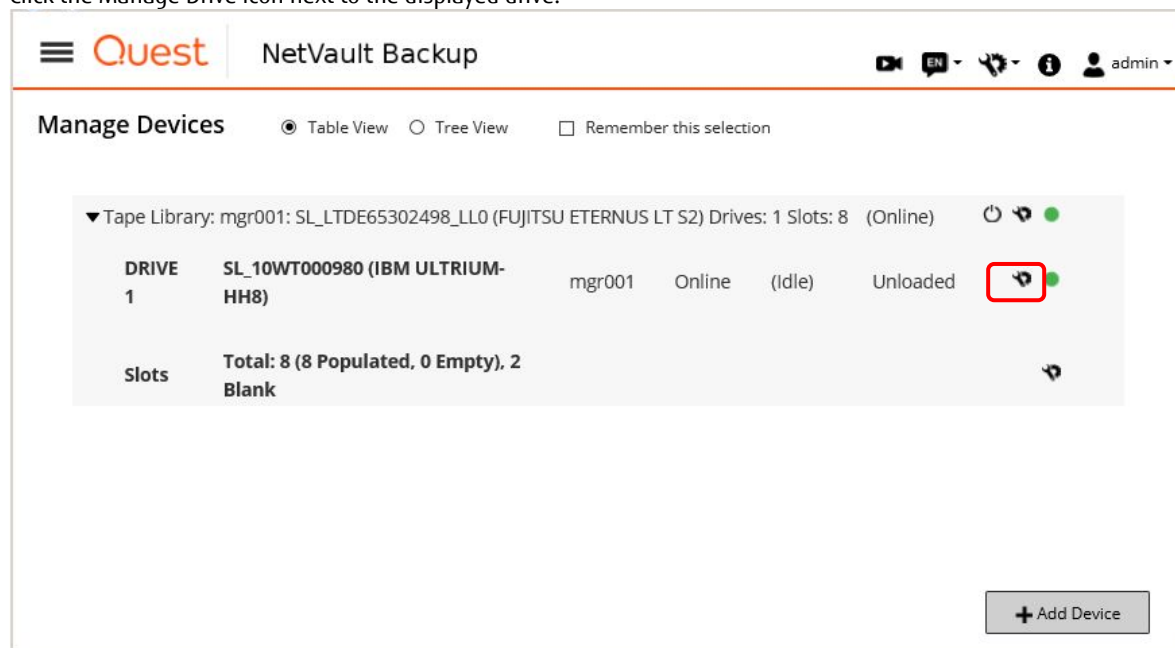 click the Manage Drive icon next to the displayed drive.
Quest NetVault Backup EN admin
Manage Devices Table View Tree View Remember this selection
Tape Library: mgr001: SL_LTDE65302498_LL0 (FUJITSU ETERNUS LT S2) Drives: 1 Slots: 8 (Online)
DRIVE 1 SL_10WT000980 (IBM ULTRIUM-
HH8) mgr001 Online (Idle) Unloaded
Slots Total: 8 (8 Populated, 0 Empty), 2
Blank
Add Device